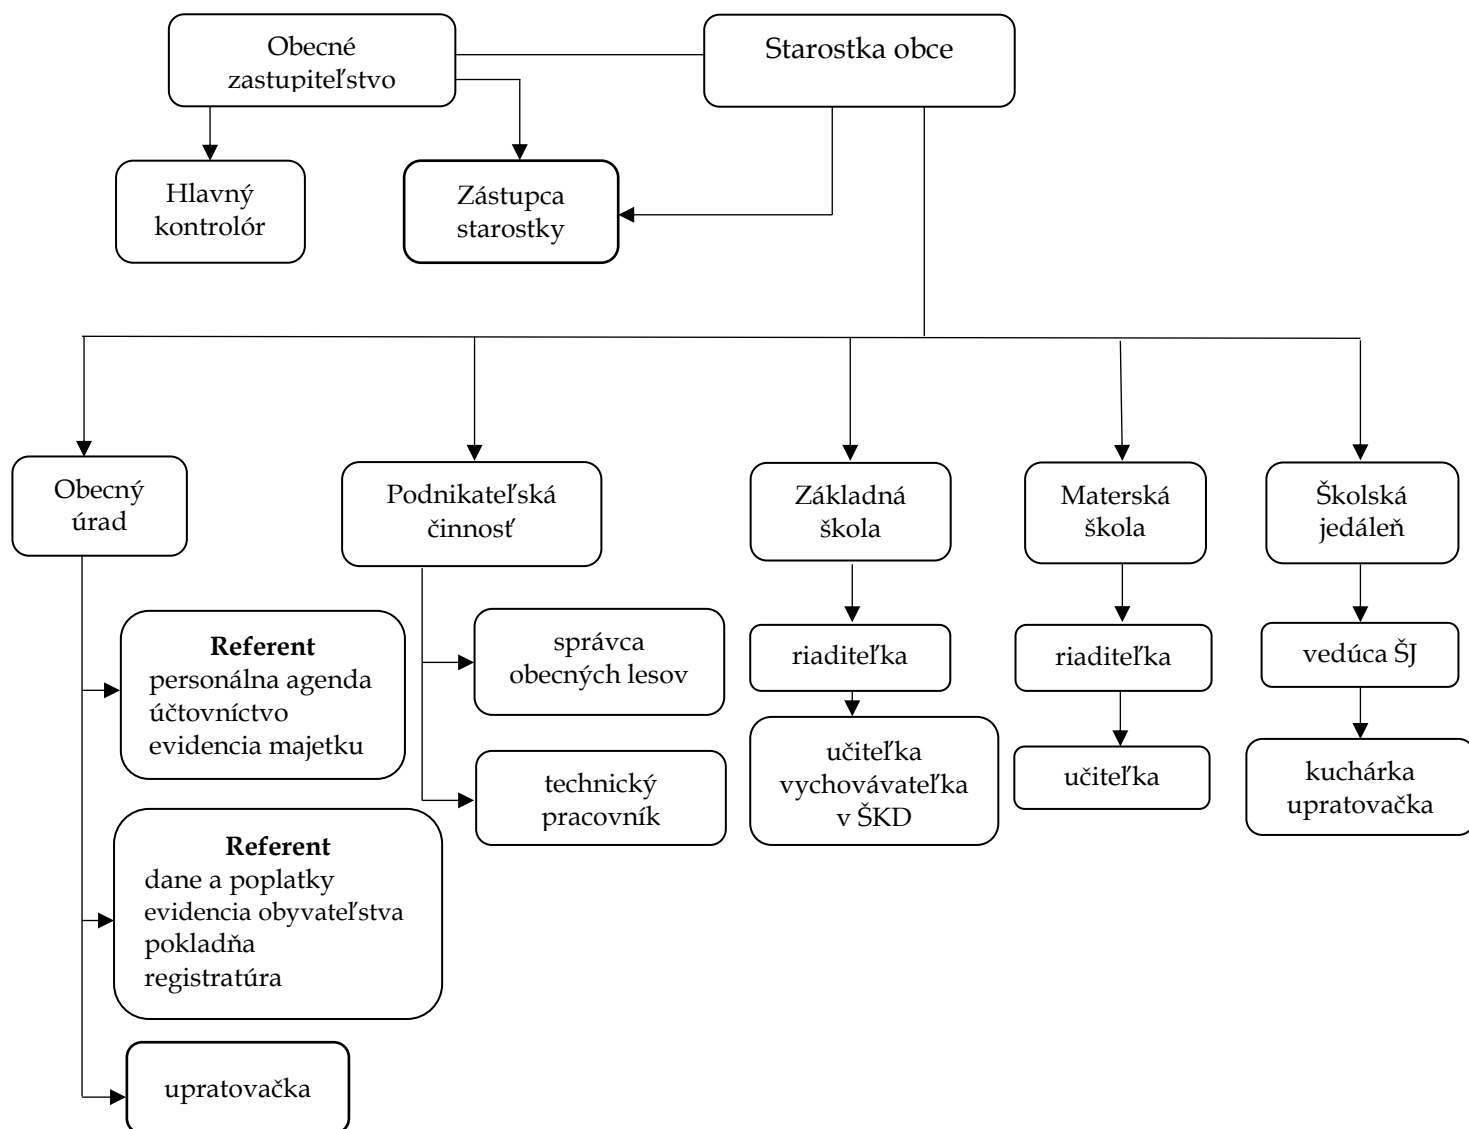 Obecné
zastupiteľstvo
Starostka obce
Hlavný
kontrolór
Zástupca
starostky
Obecný
úrad
Podnikateľská
činnosť
Základná
škola
Materská
škola
Školská
jedáleň
Referent
personálna agenda
účtovníctvo
evidencia majetku
správca
obecných lesov
riaditeľka
riaditeľka
vedúca ŠJ
technický
pracovník
učiteľka
vychovávateľka
v ŠKD
učiteľka
kuchárka
upratovačka
Referent
dane a poplatky
evidencia obyvateľstva
pokladňa
registratúra
upratovačka